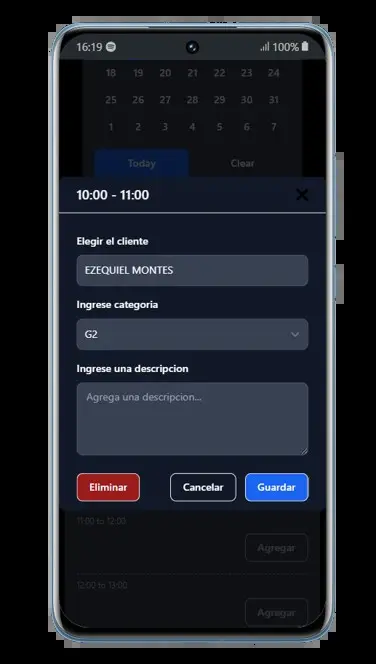 16:19 100%
18 19 20 21 22 23 24
25 26 27 28 29 30 31
1 2 3 4 5 6 7
Today Clear
10:00 - 11:00
Elegir el cliente
EZEQUIEL MONTES
Ingrese categoria
G2
Ingrese una descripcion
Agrega una descripcion...
Eliminar Cancelar Guardar
11:00 to 12:00
Agregar
12:00 to 13:00
Agregar